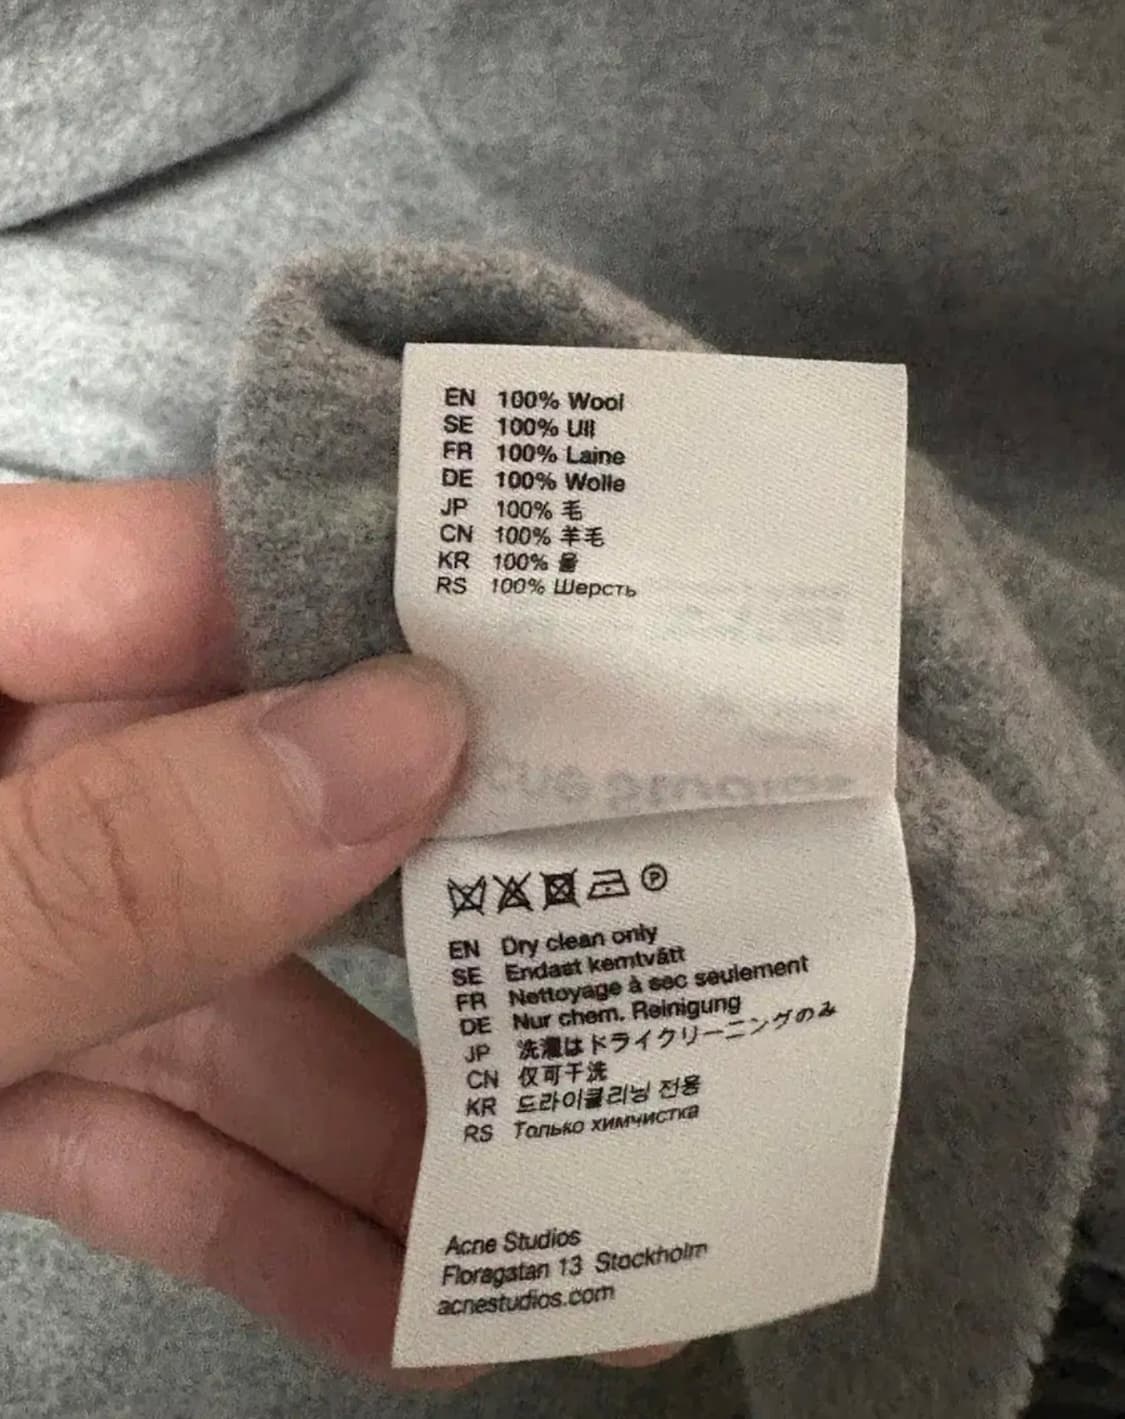 EN 100% Wool
SE 100% Ull
FR 100% Laine
DE 100% Wolle
JP 100% 毛
CN 100% 羊毛
KR 100% 울
RS 100% Шерсть
P
EN Dry clean only
SE Endast kemtvätt
FR Nettoyage à sec seulement
DE Nur chem. Reinigung
JP 洗濯はドライクリーニングのみ
CN 仅可干洗
KR 드라이클리닝 전용
RS Только химчистка
Acne Studios
Floragatan 13 Stockholm
acnestudios.com